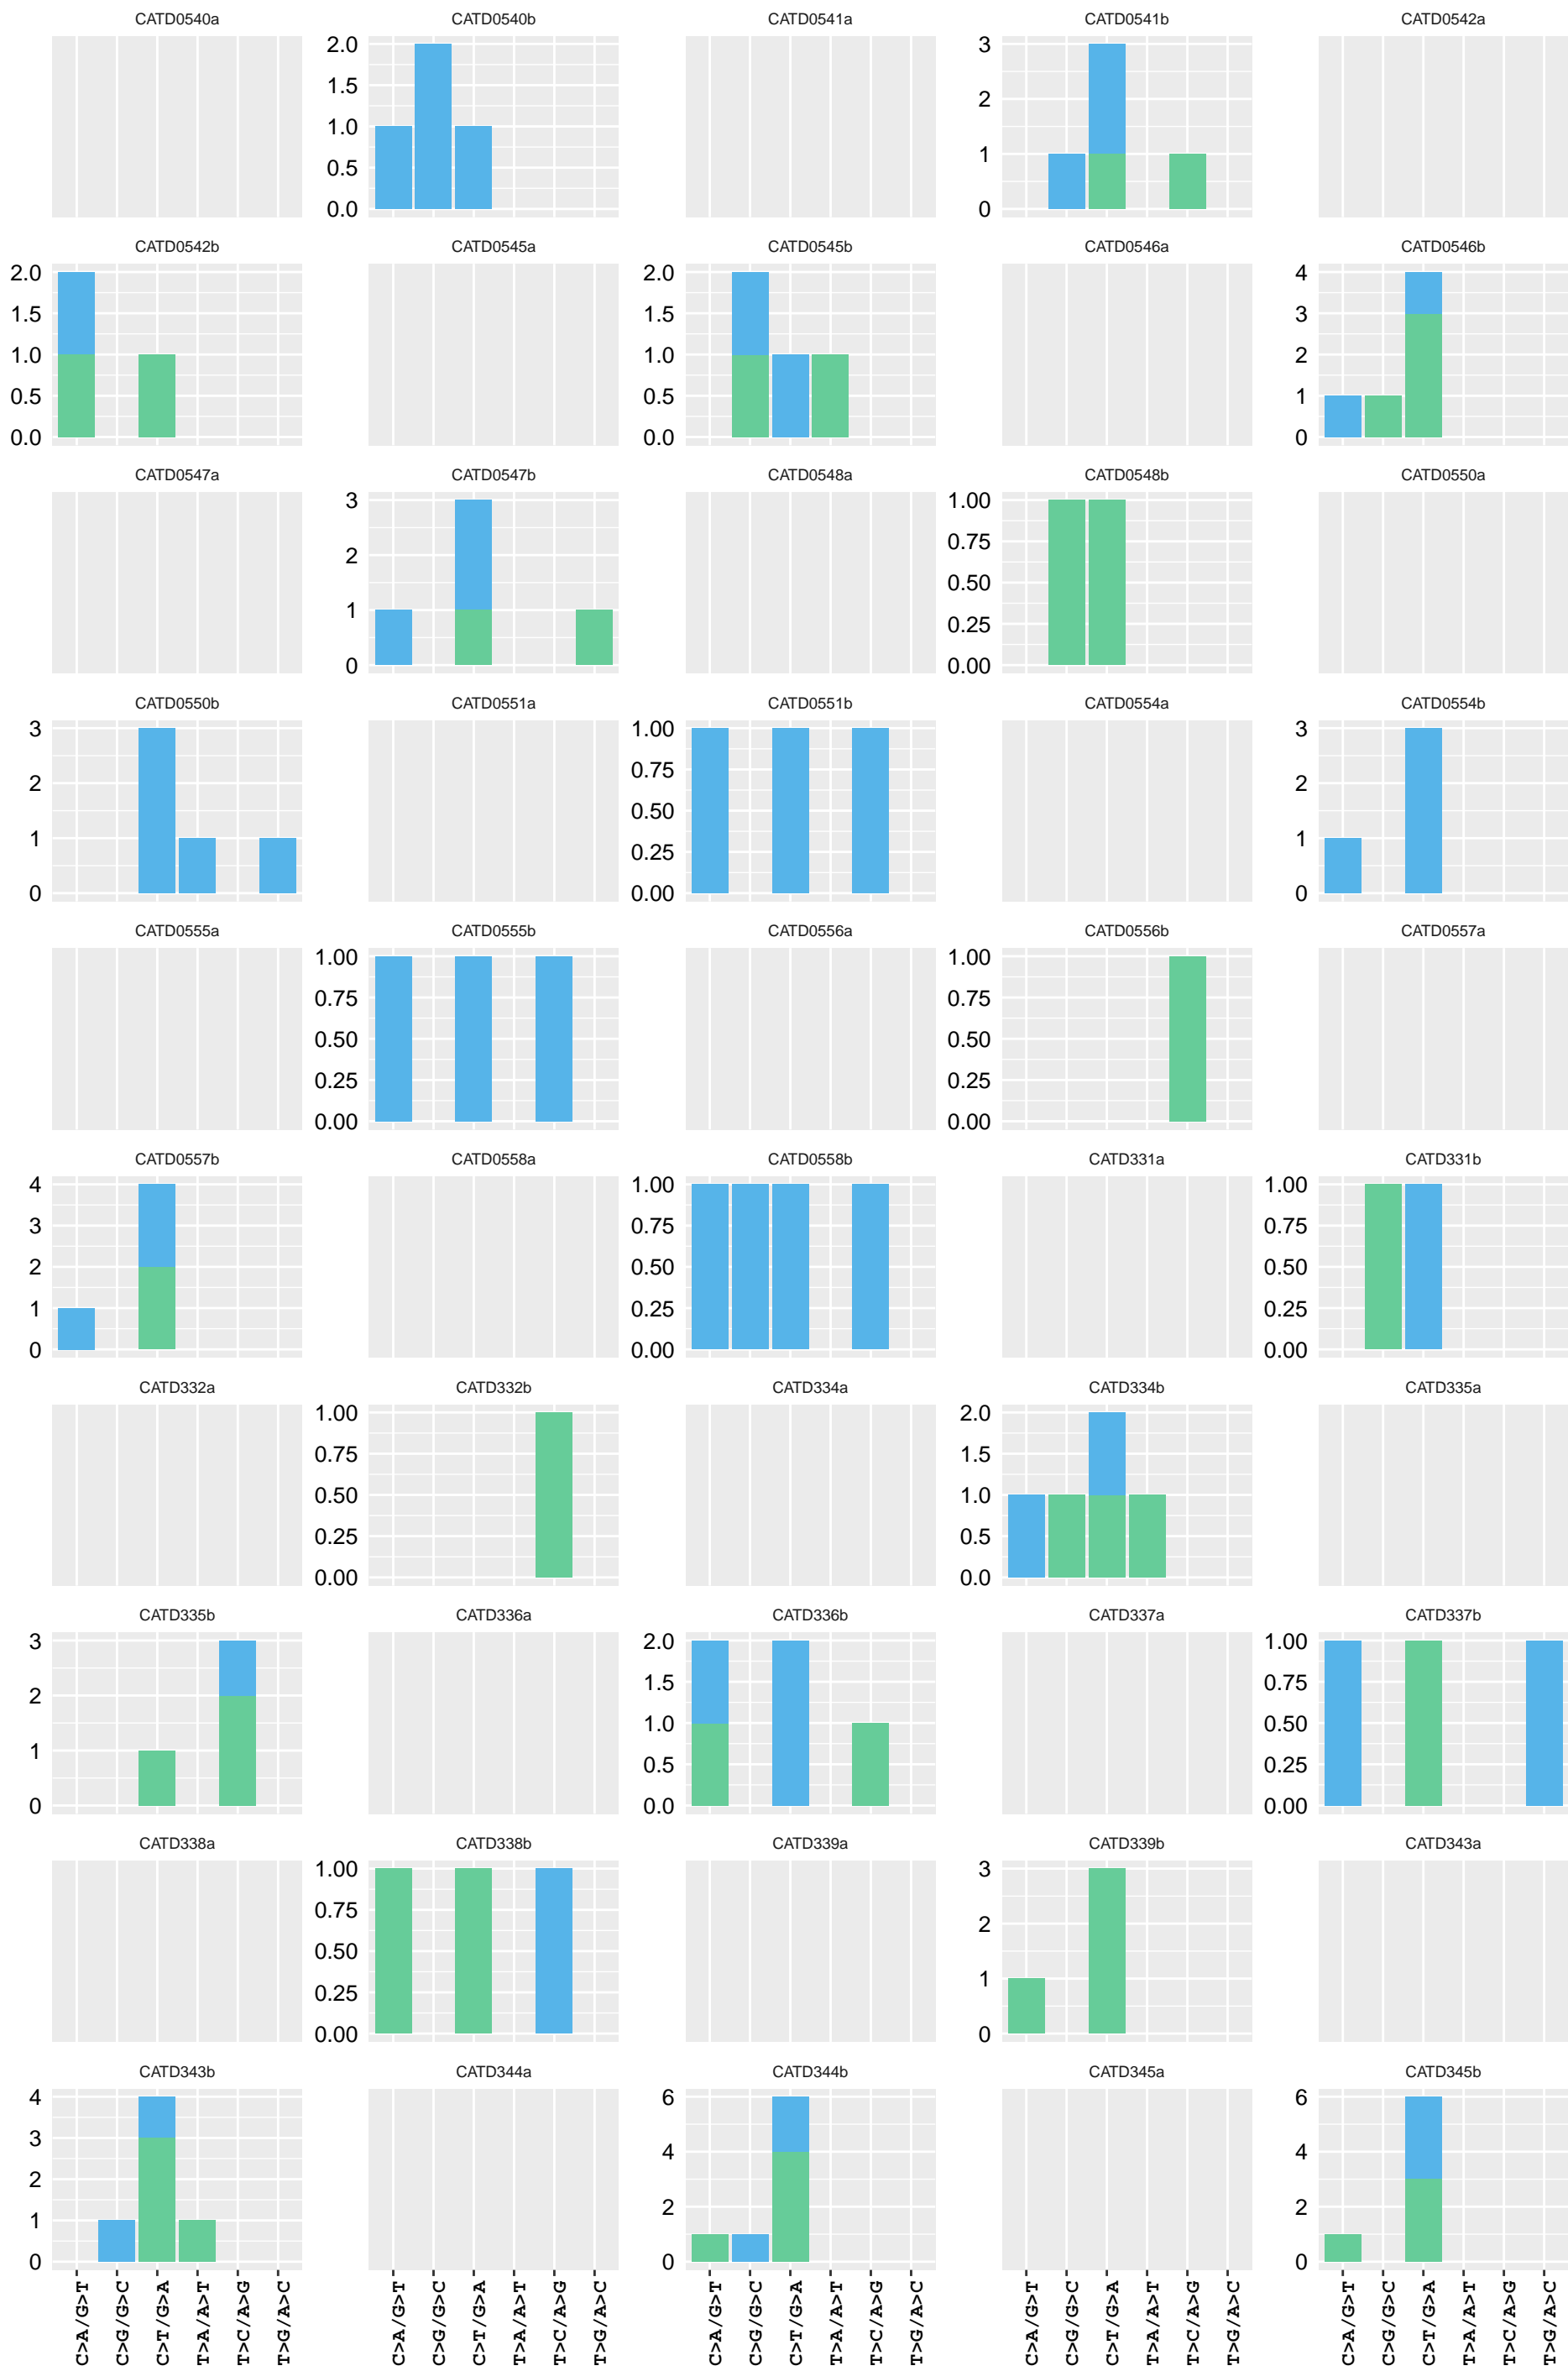 CATD0540a CATD0540b CATD0541a CATD0541b CATD0542a
2.0 1.5 1.0 0.5 0.0
3 2 1 0
CATD0542b CATD0545a CATD0545b CATD0546a CATD0546b
2.0 1.5 1.0 0.5 0.0
2.0 1.5 1.0 0.5 0.0
4 3 2 1 0
CATD0547a CATD0547b CATD0548a CATD0548b CATD0550a
3 2 1 0
1.00 0.75 0.50 0.25 0.00
CATD0550b CATD0551a CATD0551b CATD0554a CATD0554b
3 2 1 0
1.00 0.75 0.50 0.25 0.00
3 2 1 0
CATD0555a CATD0555b CATD0556a CATD0556b CATD0557a
1.00 0.75 0.50 0.25 0.00
1.00 0.75 0.50 0.25 0.00
CATD0557b CATD0558a CATD0558b CATD331a CATD331b
4 3 2 1 0
1.00 0.75 0.50 0.25 0.00
1.00 0.75 0.50 0.25 0.00
CATD332a CATD332b CATD334a CATD334b CATD335a
1.00 0.75 0.50 0.25 0.00
2.0 1.5 1.0 0.5 0.0
CATD335b CATD336a CATD336b CATD337a CATD337b
3 2 1 0
2.0 1.5 1.0 0.5 0.0
1.00 0.75 0.50 0.25 0.00
CATD338a CATD338b CATD339a CATD339b CATD343a
1.00 0.75 0.50 0.25 0.00
3 2 1 0
CATD343b CATD344a CATD344b CATD345a CATD345b
4 3 2 1 0
6 4 2 0
6 4 2 0
C>A/G>T C>G/G>C C>T/G>A T>A/A>T T>C/A>G T>G/A>C
C>A/G>T C>G/G>C C>T/G>A T>A/A>T T>C/A>G T>G/A>C
C>A/G>T C>G/G>C C>T/G>A T>A/A>T T>C/A>G T>G/A>C
C>A/G>T C>G/G>C C>T/G>A T>A/A>T T>C/A>G T>G/A>C
C>A/G>T C>G/G>C C>T/G>A T>A/A>T T>C/A>G T>G/A>C